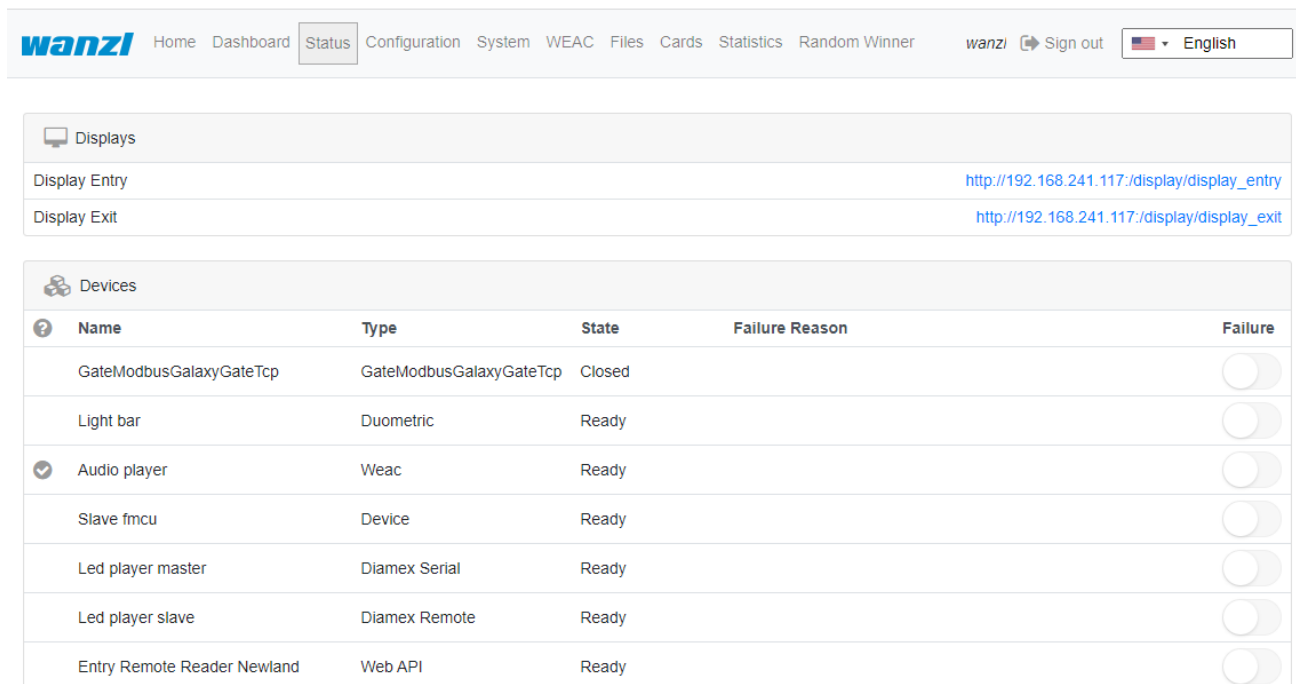 wanzl Home Dashboard Status Configuration System WEAC Files Cards Statistics Random Winner wanzl Sign out English
Displays
Display Entry http://192.168.241.117:/display/display_entry
Display Exit http://192.168.241.117:/display/display_exit
Devices
? Name Type State Failure Reason Failure
GateModbusGalaxyGateTcp GateModbusGalaxyGateTcp Closed
Light bar Duometric Ready
Audio player Weac Ready
Slave fmcu Device Ready
Led player master Diamex Serial Ready
Led player slave Diamex Remote Ready
Entry Remote Reader Newland Web API Ready